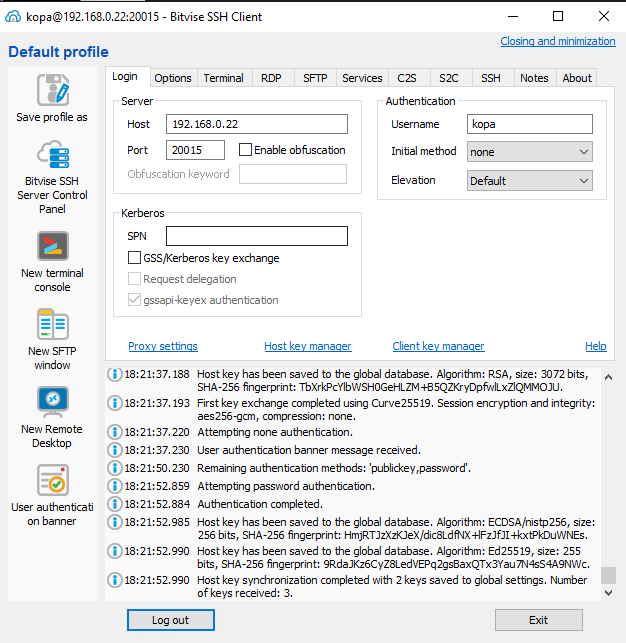 kopa@192.168.0.22:20015 - Bitvise SSH Client
Default profile
Closing and minimization
Save profile as
Bitvise SSH
Server Control
Panel
New terminal
console
New SFTP
window
New Remote
Desktop
User authenticati
on banner
Login Options Terminal RDP SFTP Services C2S S2C SSH Notes About
Server
Host 192.168.0.22
Port 20015 Enable obfuscation
Obfuscation keyword
Kerberos
SPN
GSS/Kerberos key exchange
Request delegation
gssapi-keyex authentication
Authentication
Username kopa
Initial method none
Elevation Default
Proxy settings Host key manager Client key manager Help
18:21:37.188 Host key has been saved to the global database. Algorithm: RSA, size: 3072 bits,
SHA-256 fingerprint: TbXrkPcYlbWSH0GeHLZM+B5QZKryDpfwlLxZlQMMOJU.
18:21:37.193 First key exchange completed using Curve25519. Session encryption and integrity:
aes256-gcm, compression: none.
18:21:37.220 Attempting none authentication.
18:21:37.230 User authentication banner message received.
18:21:50.230 Remaining authentication methods: 'publickey,password'.
18:21:52.859 Attempting password authentication.
18:21:52.884 Authentication completed.
18:21:52.985 Host key has been saved to the global database. Algorithm: ECDSA/nistp256, size:
256 bits, SHA-256 fingerprint: HmjRTJzXzKJeX/dic8LdfNX+lFzJfJI+kxtPkDuWNEs.
18:21:52.990 Host key has been saved to the global database. Algorithm: Ed25519, size: 255
bits, SHA-256 fingerprint: 9RdaJKz6CyZ8LedVEPq2gsBaxQTx3Yau7N4sS4A9NWc.
18:21:52.990 Host key synchronization completed with 2 keys saved to global settings. Number
of keys received: 3.
Log out
Exit